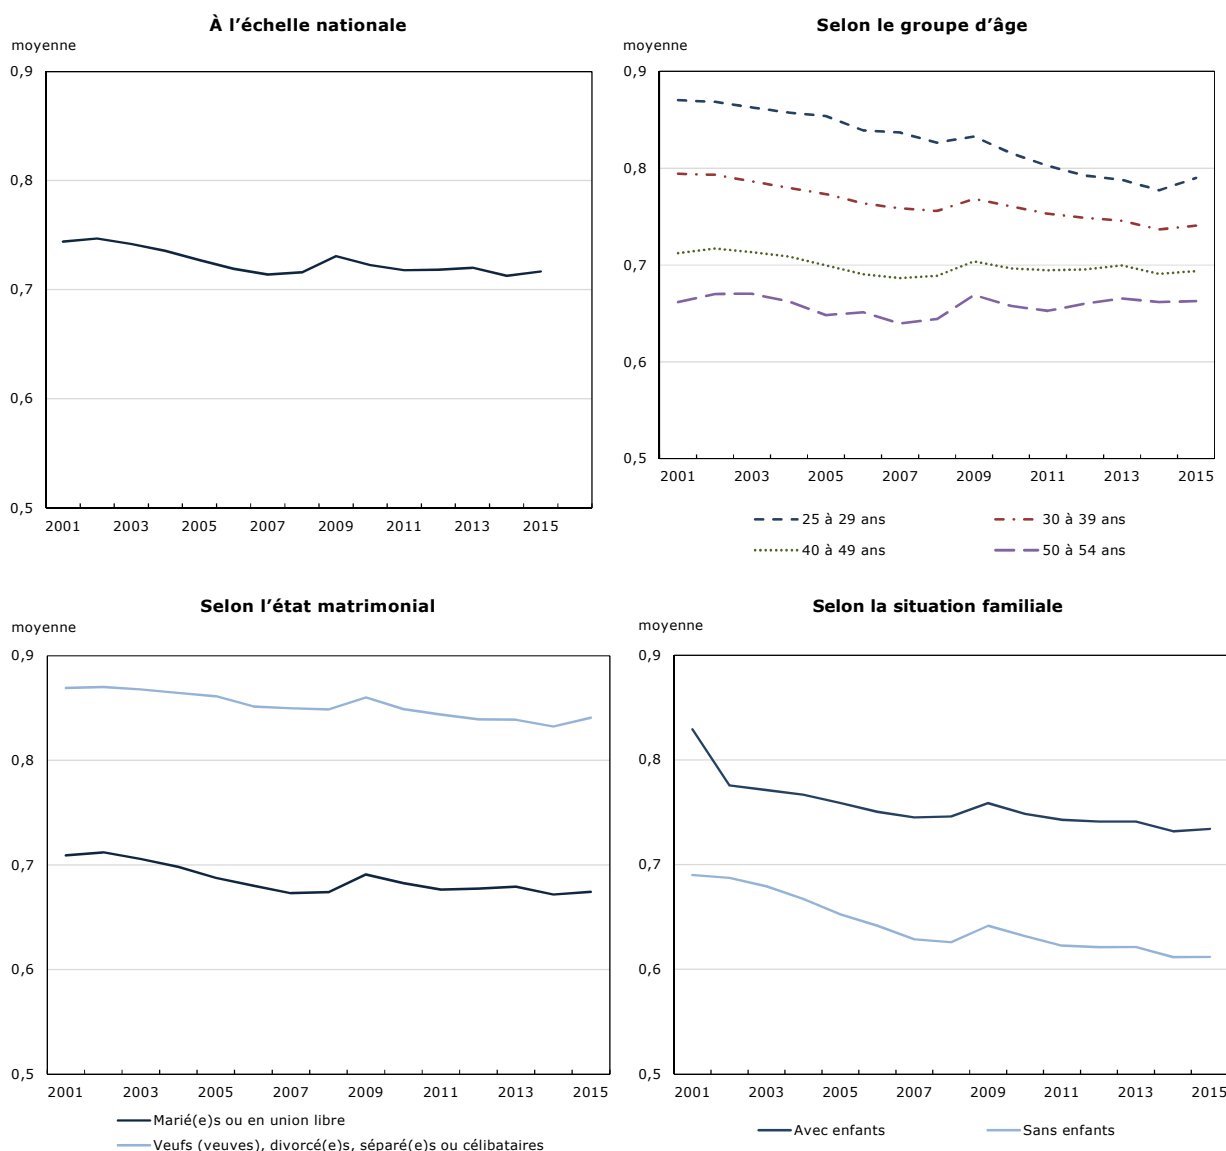 À l’échelle nationale
moyenne
0,9
0,8
0,7
0,6
0,5
2001 2003 2005 2007 2009 2011 2013 2015
Selon le groupe d’âge
moyenne
0,9
0,8
0,7
0,6
0,5
2001 2003 2005 2007 2009 2011 2013 2015
25 à 29 ans 30 à 39 ans
40 à 49 ans 50 à 54 ans
Selon l’état matrimonial
moyenne
0,9
0,8
0,7
0,6
0,5
2001 2003 2005 2007 2009 2011 2013 2015
Marié(e)s ou en union libre
Veufs (veuves), divorcé(e)s, séparé(e)s ou célibataires
Selon la situation familiale
moyenne
0,9
0,8
0,7
0,6
0,5
2001 2003 2005 2007 2009 2011 2013 2015
Avec enfants Sans enfants